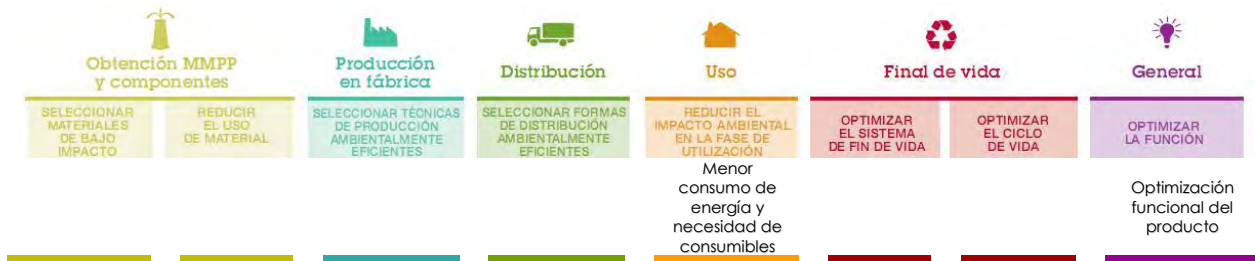 Obtención MMPP
y componentes
Producción
en fábrica
Distribución
Uso
Final de vida
General
SELECCIONAR
MATERIALES
DE BAJO
IMPACTO
REDUCIR
EL USO
DE MATERIAL
SELECCIONAR TÉCNICAS
DE PRODUCCIÓN
AMBIENTALMENTE
EFICIENTES
SELECCIONAR FORMAS
DE DISTRIBUCIÓN
AMBIENTALMENTE
EFICIENTES
REDUCIR EL
IMPACTO AMBIENTAL
EN LA FASE DE
UTILIZACIÓN
OPTIMIZAR
EL SISTEMA
DE FIN DE VIDA
OPTIMIZAR
EL CICLO
DE VIDA
OPTIMIZAR
LA FUNCIÓN
Menor
consumo de
energía y
necesidad de
consumibles
Optimización
funcional del
producto